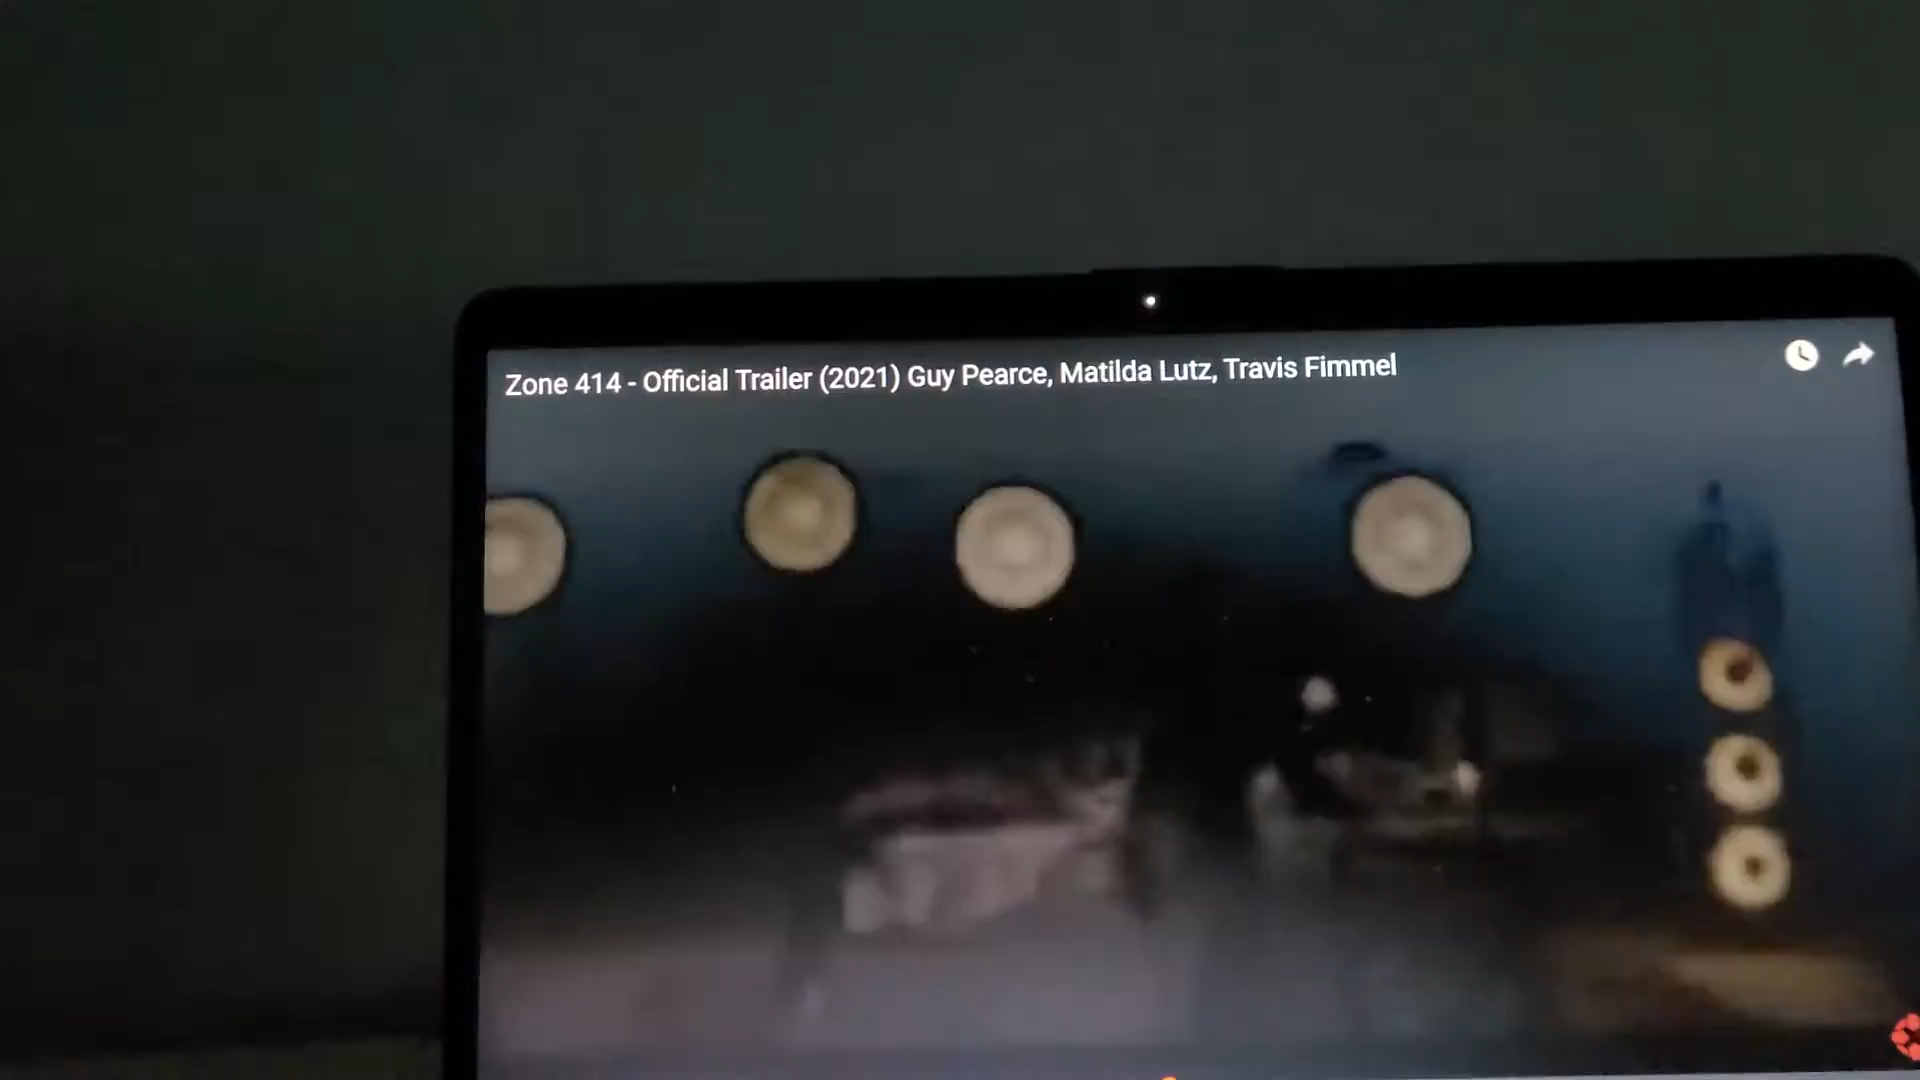 Zone 414 - Official Trailer (2021) Guy Pearce, Matilda Lutz, Travis Fimmel